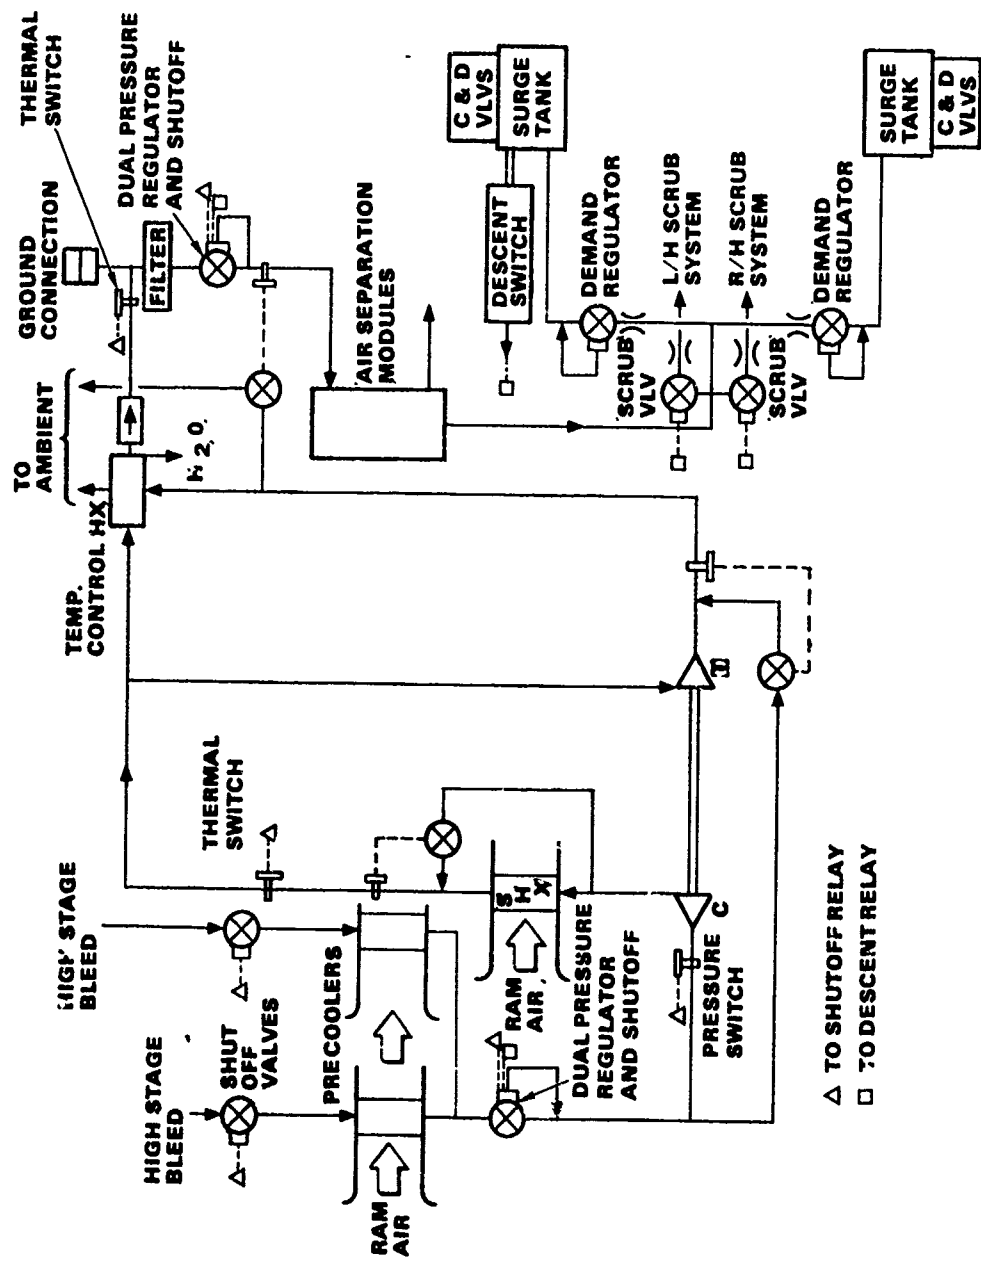 HIGH STAGE
BLEED
HIGH STAGE
BLEED
SHUT
OFF
VALVES
RAM
AIR
PRECOOLERS
THERMAL
SWITCH
RAM
AIR
SHX
DUAL PRESSURE
REGULATOR
AND SHUTOFF
PRESSURE
SWITCH
C
T
TO SHUTOFF RELAY
TO DESCENT RELAY
TEMP.
CONTROL HX
TO
AMBIENT
H2O
GROUND
CONNECTION
THERMAL
SWITCH
FILTER
DUAL PRESSURE
REGULATOR
AND SHUTOFF
AIR SEPARATION
MODULES
C & D
VLVS
SURGE
TANK
DESCENT
SWITCH
DEMAND
REGULATOR
SCRUB
VLV
L/H SCRUB
SYSTEM
R/H SCRUB
SYSTEM
SCRUB
VLV
DEMAND
REGULATOR
SURGE
TANK
C & D
VLVS